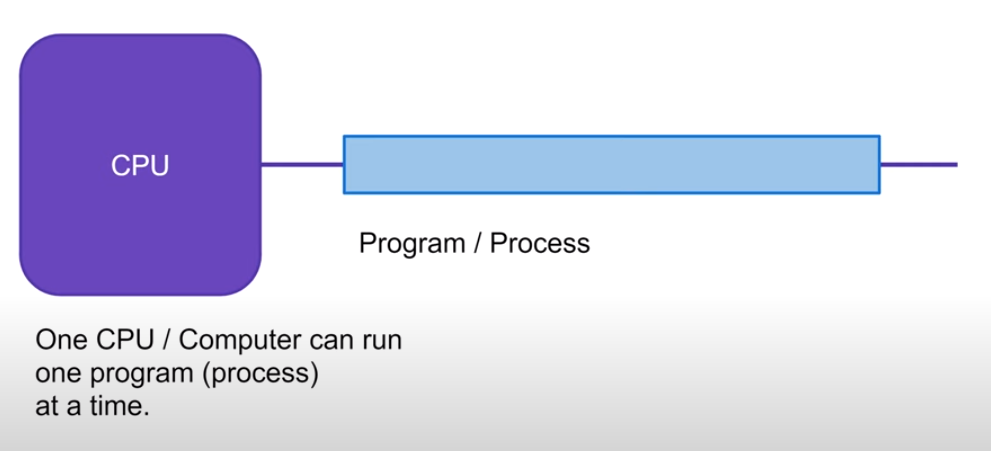 CPU
Program / Process
One CPU / Computer can run
one program (process)
at a time.